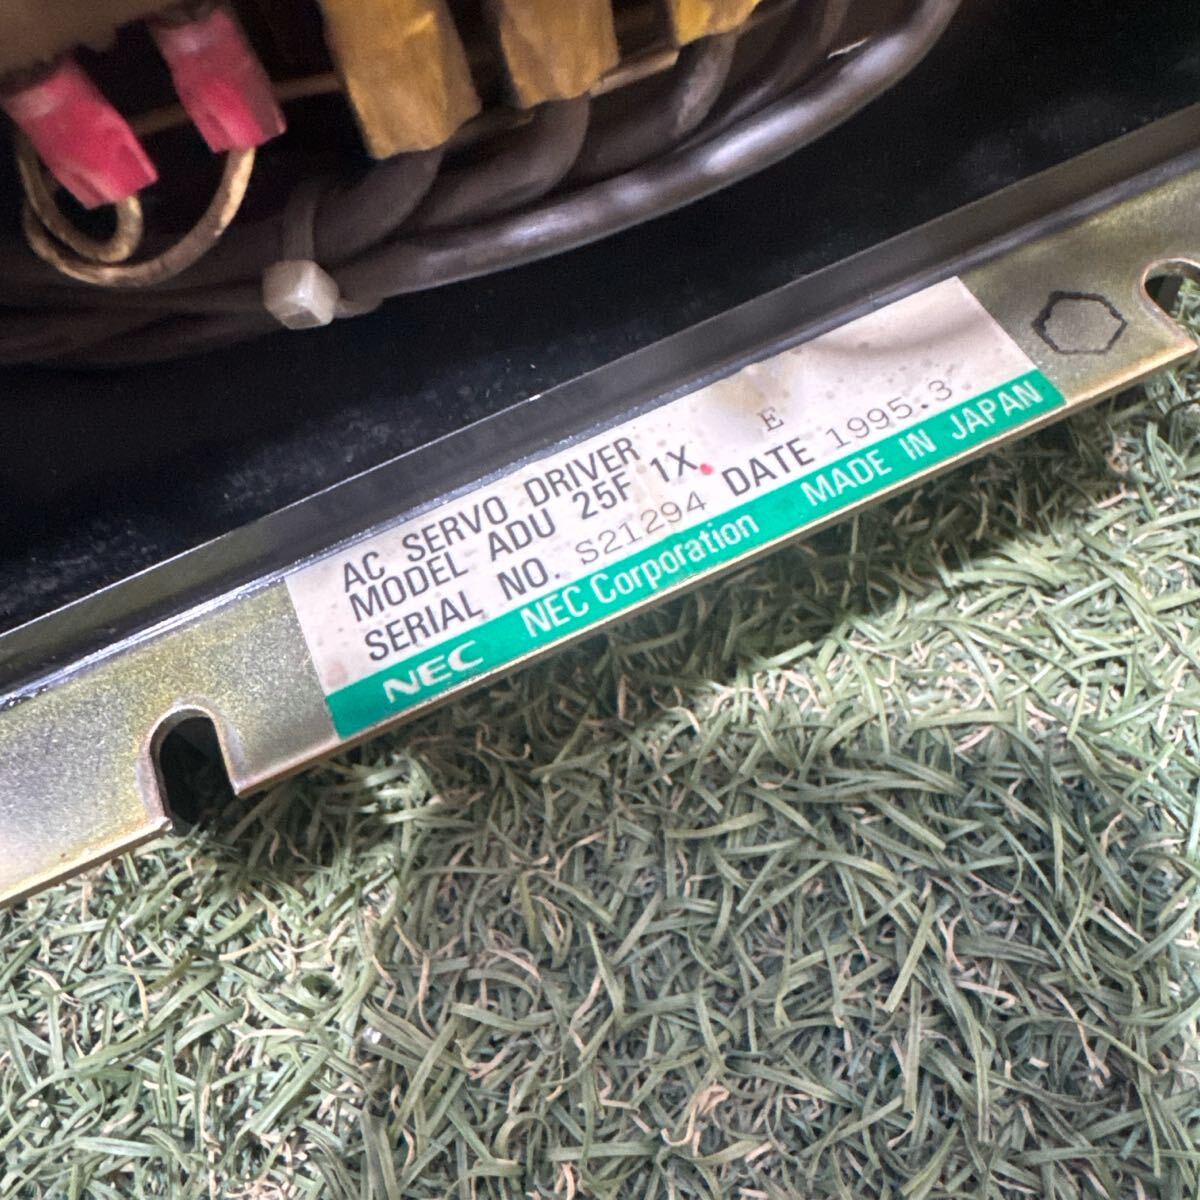 AC SERVO DRIVER
MODEL ADU 25F 1X. E
SERIAL NO. S21294 DATE 1995.3
NEC NEC Corporation MADE IN JAPAN